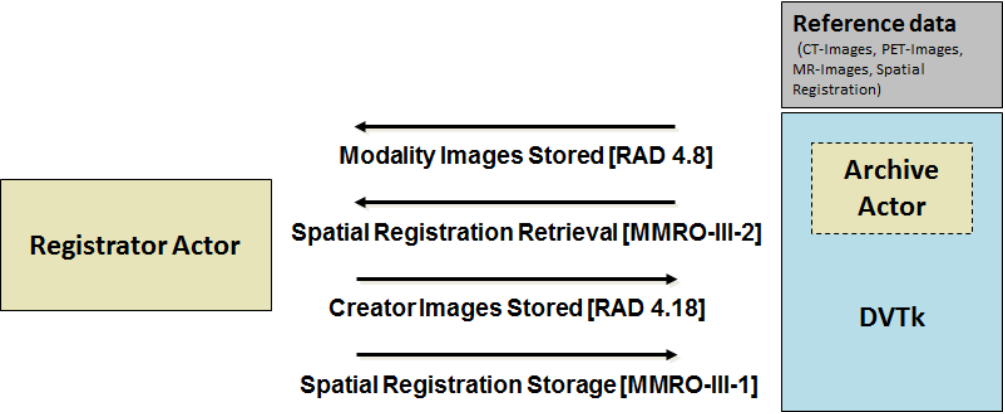 Reference data
(CT-Images, PET-Images,
MR-Images, Spatial
Registration)
Modality Images Stored [RAD 4.8]
Archive
Actor
Spatial Registration Retrieval [MMRO-III-2]
Registrator Actor
Creator Images Stored [RAD 4.18]
DVTk
Spatial Registration Storage [MMRO-III-1]